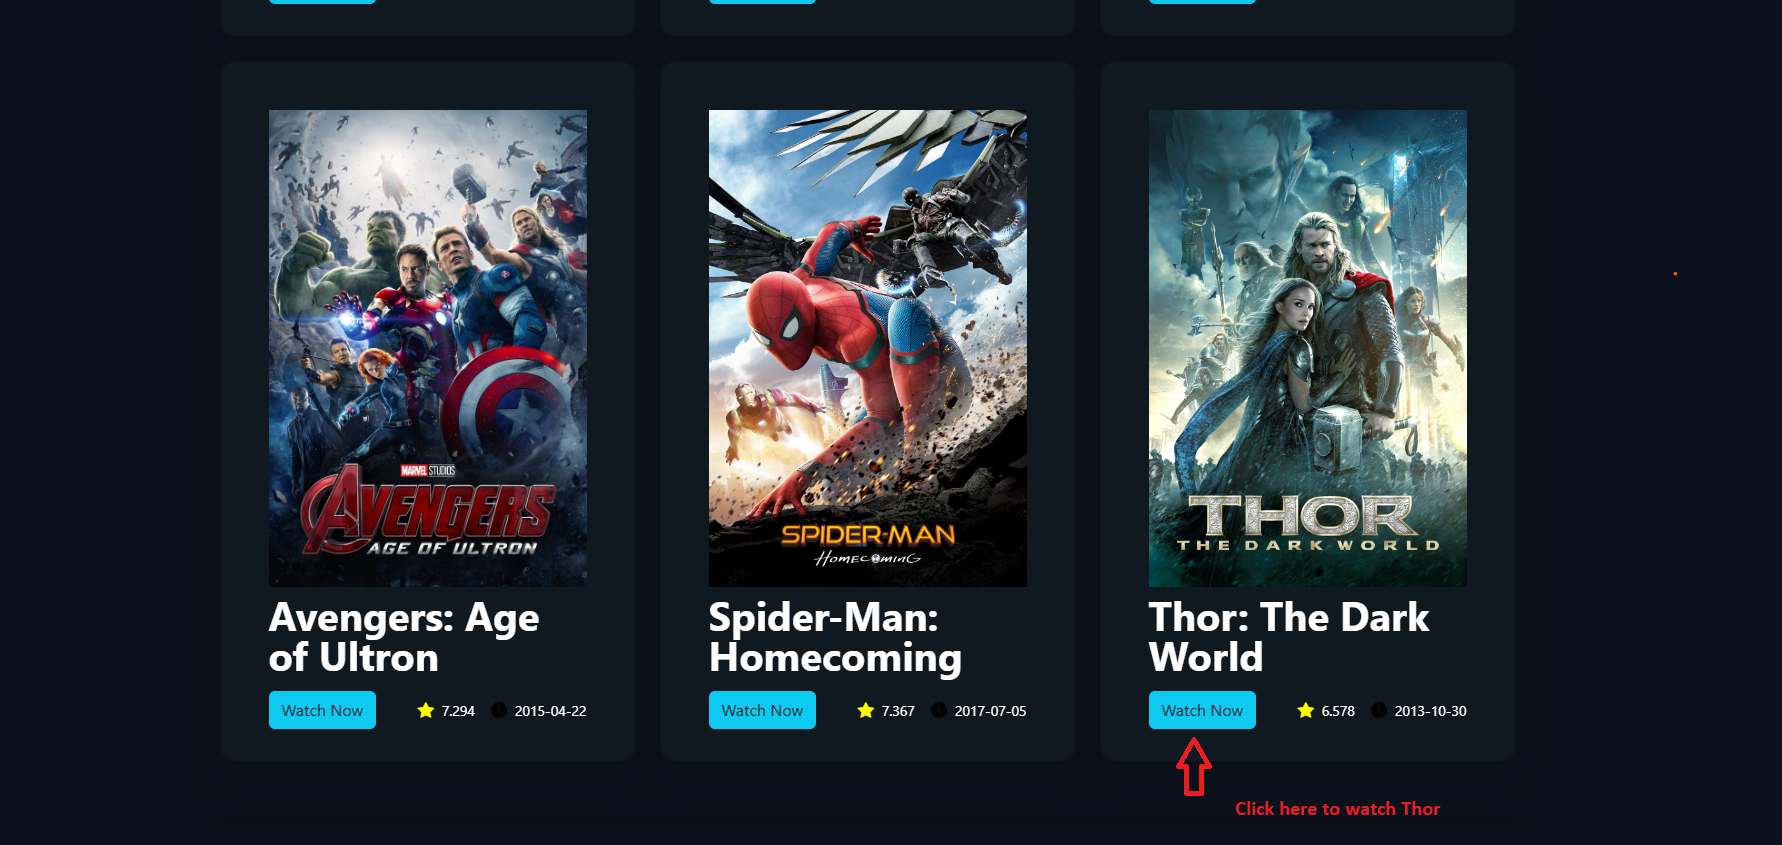 MARVEL STUDIOS
AVENGERS
AGE OF ULTRON
SPIDER-MAN
HOMECOMING
THOR
THE DARK WORLD
Avengers: Age
of Ultron
Spider-Man:
Homecoming
Thor: The Dark
World
Watch Now 7.294 2015-04-22
Watch Now 7.367 2017-07-05
Watch Now 6.578 2013-10-30
Click here to watch Thor